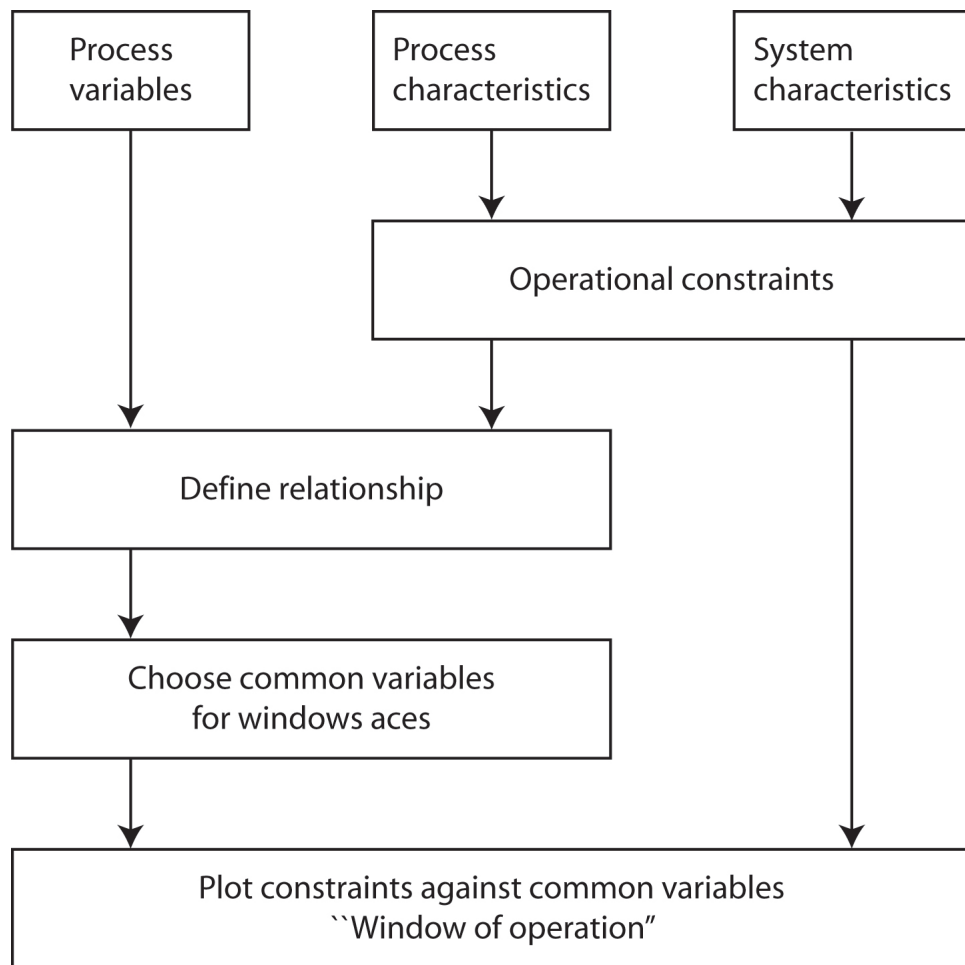 Process
variables
Process
characteristics
System
characteristics
Operational constraints
Define relationship
Choose common variables
for windows aces
Plot constraints against common variables
``Window of operation”